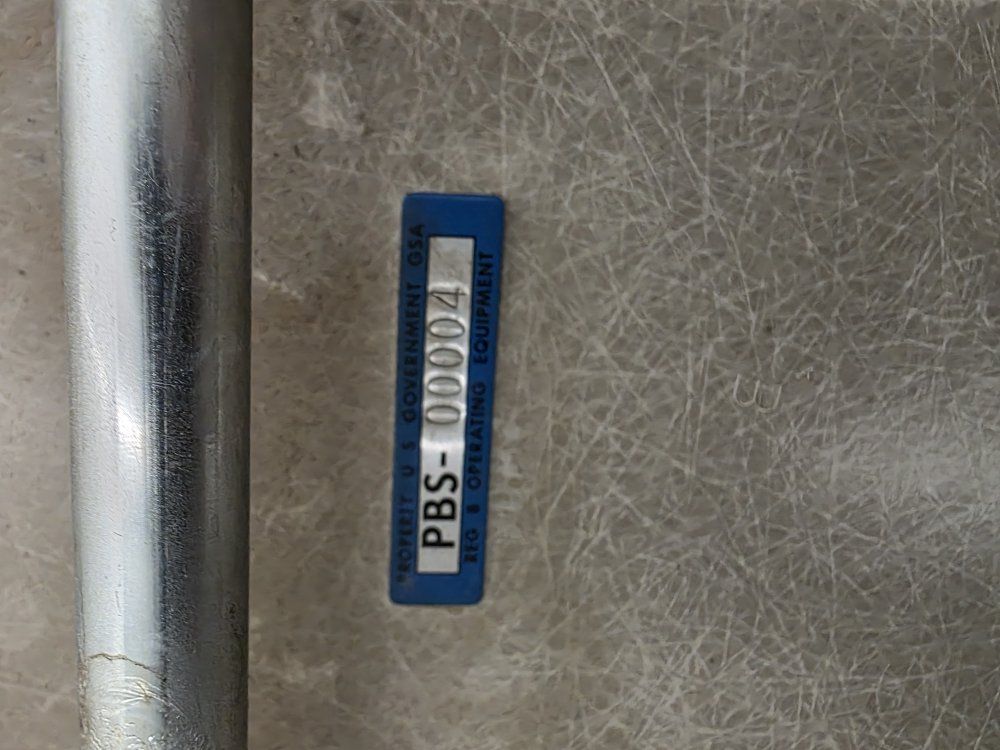 PROPERTY U S GOVERNMENT GSA
PBS- 00004
REG 8 OPERATING EQUIPMENT